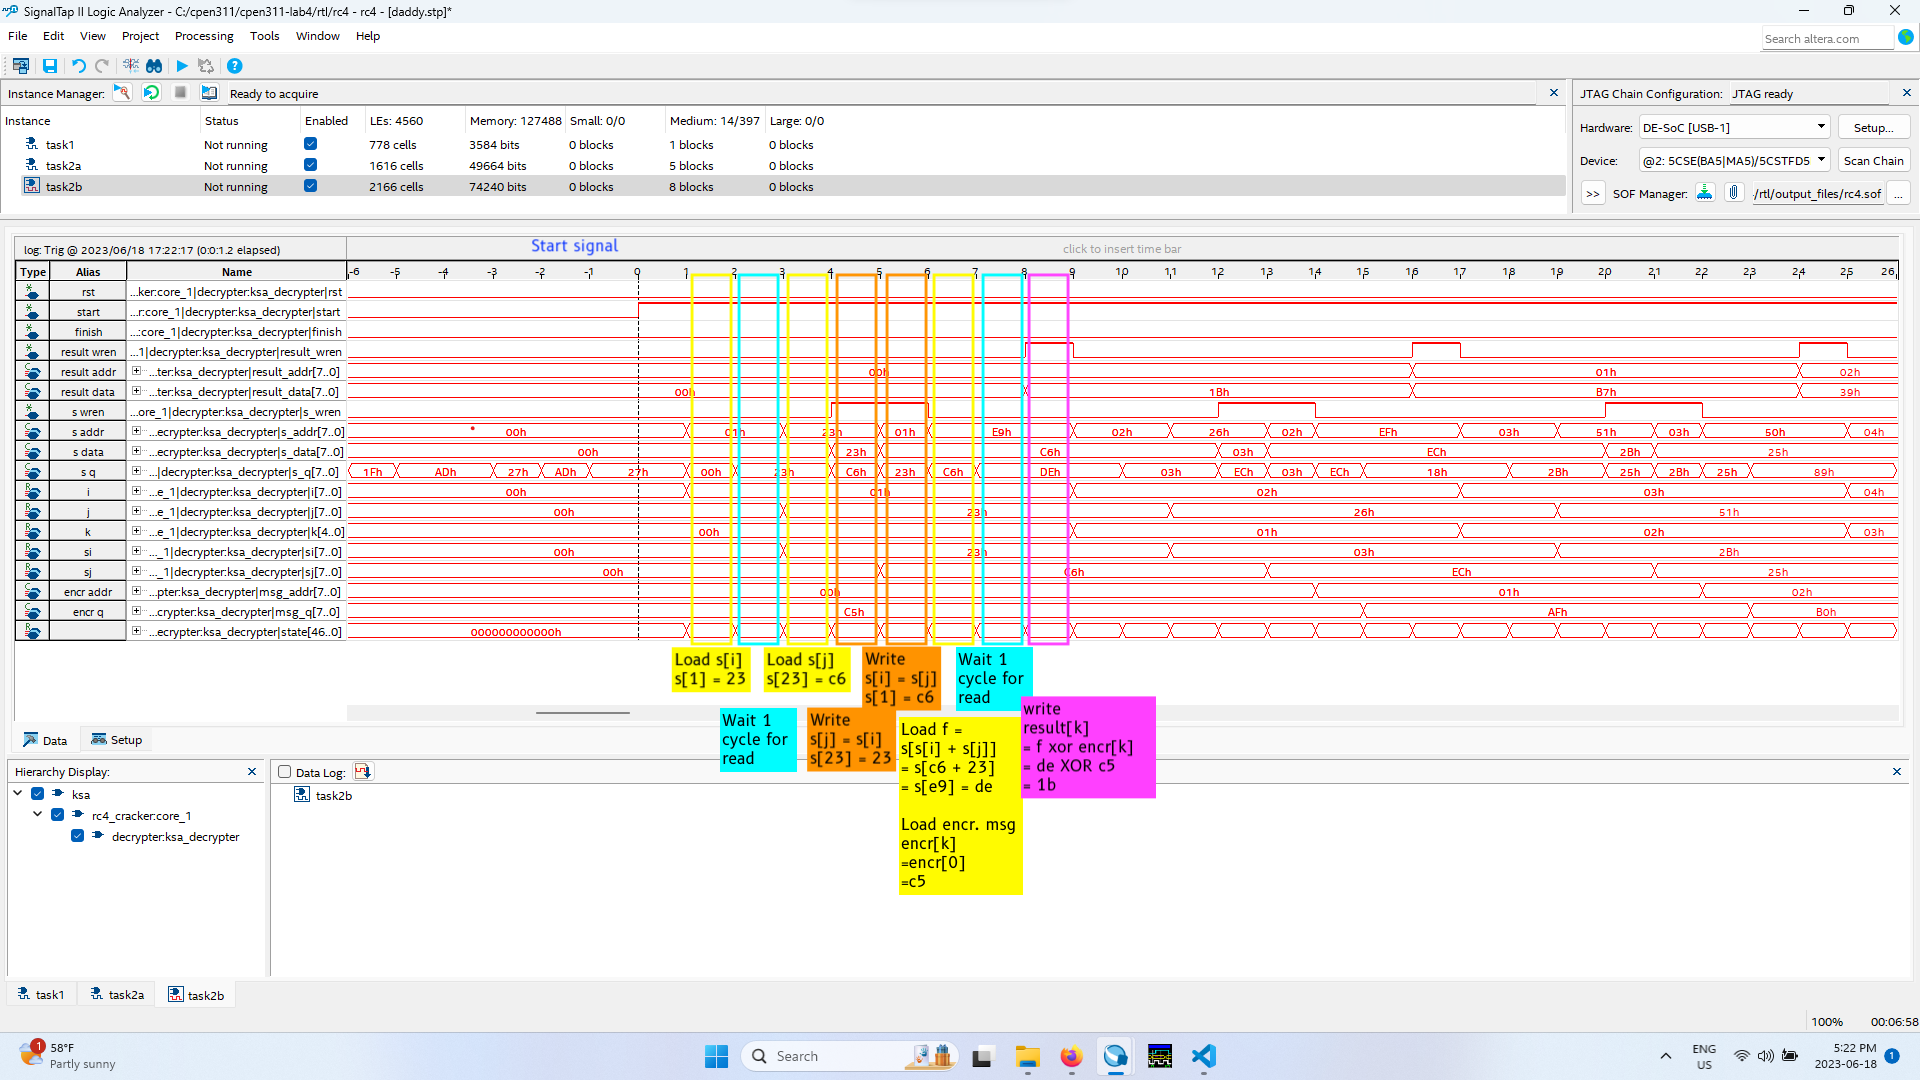 SignalTap II Logic Analyzer - C:/cpen311/cpen311-lab4/rtl/rc4 - rc4 - [daddy.stp]*
File Edit View Project Processing Tools Window Help
Search altera.com
Instance Manager: Ready to acquire
JTAG Chain Configuration: JTAG ready
Instance Status Enabled LEs: 4560 Memory: 127488 Small: 0/0 Medium: 14/397 Large: 0/0
task1 Not running 778 cells 3584 bits 0 blocks 1 blocks 0 blocks
task2a Not running 1616 cells 49664 bits 0 blocks 5 blocks 0 blocks
task2b Not running 2166 cells 74240 bits 0 blocks 8 blocks 0 blocks
Hardware: DE-SoC [USB-1] Setup...
Device: @2: 5CSE(BA5|MA5)/5CSTFD5 Scan Chain
>> SOF Manager: :/rtl/output_files/rc4.sof ...
log: Trig @ 2023/06/18 17:22:17 (0:0:1.2 elapsed)
Start signal
click to insert time bar
Type Alias Name -6 -5 -4 -3 -2 -1 0 1 2 3 4 5 6 7 8 9 10 11 12 13 14 15 16 17 18 19 20 21 22 23 24 25 26
rst ...ker:core_1|decrypter:ksa_decrypter|rst
start ...r:core_1|decrypter:ksa_decrypter|start
finish ...:core_1|decrypter:ksa_decrypter|finish
result wren ...1|decrypter:ksa_decrypter|result_wren
result addr ...ter:ksa_decrypter|result_addr[7..0] 00h 01h 02h
result data ...ter:ksa_decrypter|result_data[7..0] 00h 1Bh B7h 39h
s wren ...ore_1|decrypter:ksa_decrypter|s_wren
s addr ...ecrypter:ksa_decrypter|s_addr[7..0] 00h 01h 23h 01h E9h 02h 26h 02h EFh 03h 51h 03h 50h 04h
s data ...ecrypter:ksa_decrypter|s_data[7..0] 00h 23h C6h 03h ECh 2Bh 25h
s q ...|decrypter:ksa_decrypter|s_q[7..0] 1Fh ADh 27h ADh 27h 00h 23h C6h 23h C6h DEh 03h ECh 03h ECh 18h 2Bh 25h 2Bh 25h 89h
i ...e_1|decrypter:ksa_decrypter|i[7..0] 00h 01h 02h 03h 04h
j ...e_1|decrypter:ksa_decrypter|j[7..0] 00h 23h 26h 51h
k ...e_1|decrypter:ksa_decrypter|k[4..0] 00h 01h 02h 03h
si ..._1|decrypter:ksa_decrypter|si[7..0] 00h 23h 03h 2Bh
sj ..._1|decrypter:ksa_decrypter|sj[7..0] 00h C6h ECh 25h
encr addr ...pter:ksa_decrypter|msg_addr[7..0] 00h 01h 02h
encr q ...crypter:ksa_decrypter|msg_q[7..0] C5h AFh B0h
...ecrypter:ksa_decrypter|state[46..0] 000000000000h
Load s[i]
s[1] = 23
Wait 1
cycle for
read
Load s[j]
s[23] = c6
Write
s[j] = s[i]
s[23] = 23
Write
s[i] = s[j]
s[1] = c6
Load f =
s[s[i] + s[j]]
= s[c6 + 23]
= s[e9] = de
Load encr. msg
encr[k]
=encr[0]
=c5
Wait 1
cycle for
read
write
result[k]
= f xor encr[k]
= de XOR c5
= 1b
Data Setup
Hierarchy Display:
ksa
rc4_cracker:core_1
decrypter:ksa_decrypter
Data Log:
task2b
task1 task2a task2b
100% 00:06:58
1
58°F
Partly sunny
Search
ENG
US
5:22 PM
2023-06-18
1